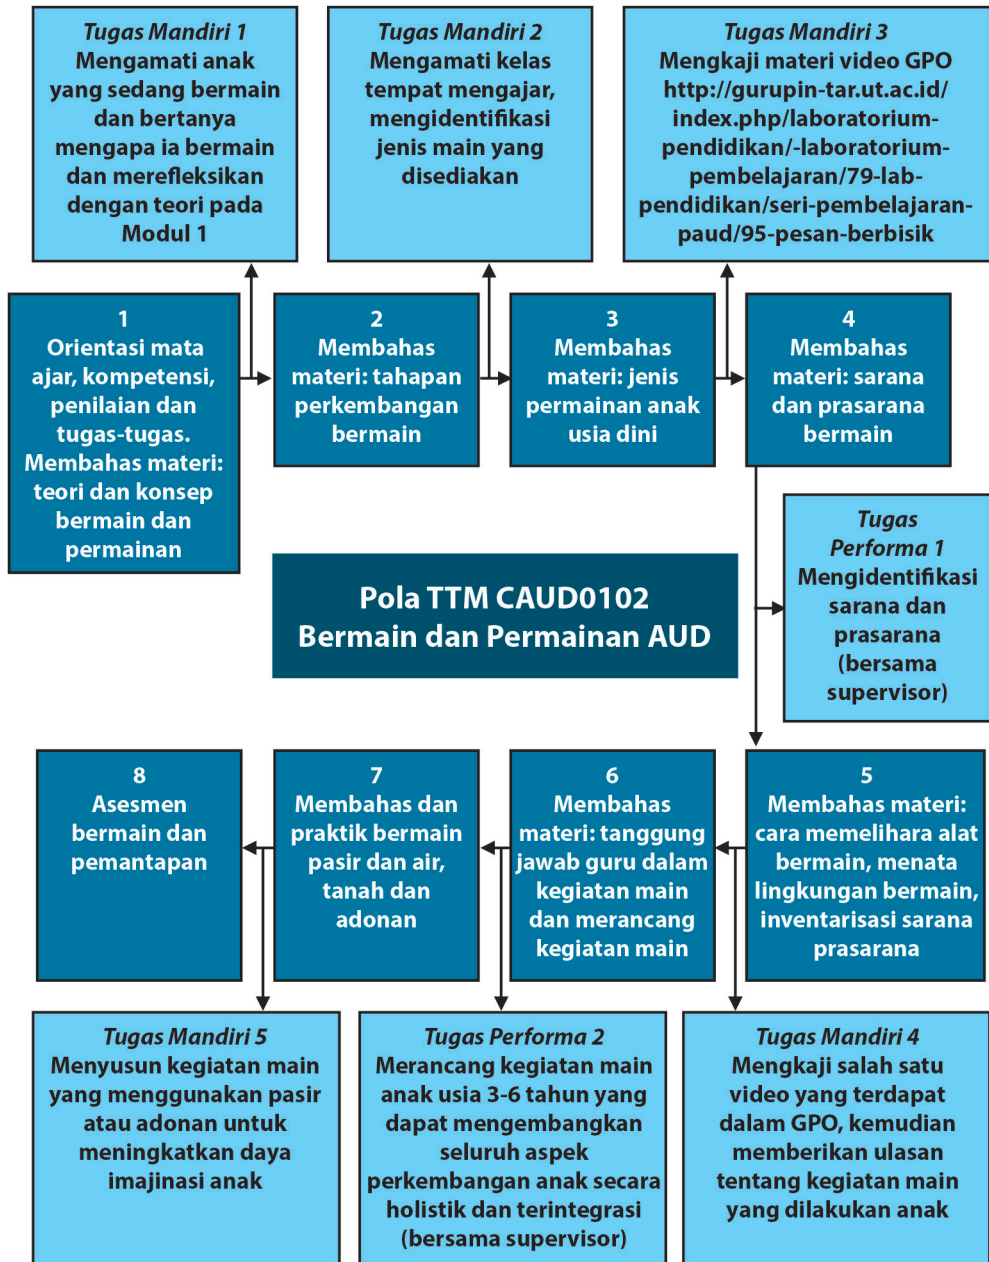 Tugas Mandiri 1
Mengamati anak
yang sedang bermain
dan bertanya
mengapa ia bermain
dan merefleksikan
dengan teori pada
Modul 1
Tugas Mandiri 2
Mengamati kelas
tempat mengajar,
mengidentifikasi
jenis main yang
disediakan
Tugas Mandiri 3
Mengkaji materi video GPO
http://gurupin-tar.ut.ac.id/
index.php/laboratorium-
pendidikan/-laboratorium-
pembelajaran/79-lab-
pendidikan/seri-pembelajaran-
paud/95-pesan-berbisik
1
Orientasi mata
ajar, kompetensi,
penilaian dan
tugas-tugas.
Membahas materi:
teori dan konsep
bermain dan
permainan
2
Membahas
materi: tahapan
perkembangan
bermain
3
Membahas
materi: jenis
permainan anak
usia dini
4
Membahas
materi: sarana
dan prasarana
bermain
Tugas
Performa 1
Mengidentifikasi
sarana dan
prasarana
(bersama
supervisor)
Pola TTM CAUD0102
Bermain dan Permainan AUD
8
Asesmen
bermain dan
pemantapan
7
Membahas dan
praktik bermain
pasir dan air,
tanah dan
adonan
6
Membahas
materi: tanggung
jawab guru dalam
kegiatan main
dan merancang
kegiatan main
5
Membahas materi:
cara memelihara alat
bermain, menata
lingkungan bermain,
inventarisasi sarana
prasarana
Tugas Mandiri 5
Menyusun kegiatan main
yang menggunakan pasir
atau adonan untuk
meningkatkan daya
imajinasi anak
Tugas Performa 2
Merancang kegiatan main
anak usia 3-6 tahun yang
dapat mengembangkan
seluruh aspek
perkembangan anak secara
holistik dan terintegrasi
(bersama supervisor)
Tugas Mandiri 4
Mengkaji salah satu
video yang terdapat
dalam GPO, kemudian
memberikan ulasan
tentang kegiatan main
yang dilakukan anak